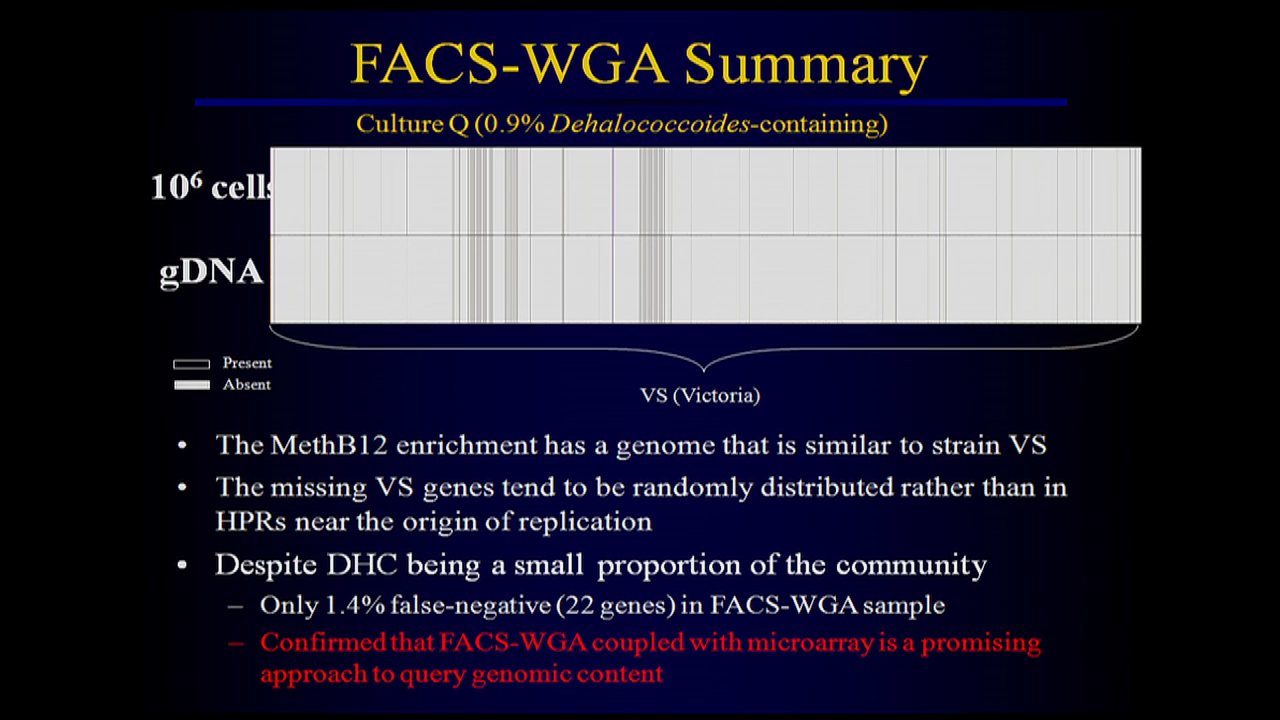 FACS-WGA Summary
Culture Q (0.9% Dehalococcoides-containing)
10⁶ cells
gDNA
Present
Absent
VS (Victoria)
• The MethB12 enrichment has a genome that is similar to strain VS
• The missing VS genes tend to be randomly distributed rather than in
HPRs near the origin of replication
• Despite DHC being a small proportion of the community
– Only 1.4% false-negative (22 genes) in FACS-WGA sample
– Confirmed that FACS-WGA coupled with microarray is a promising
approach to query genomic content